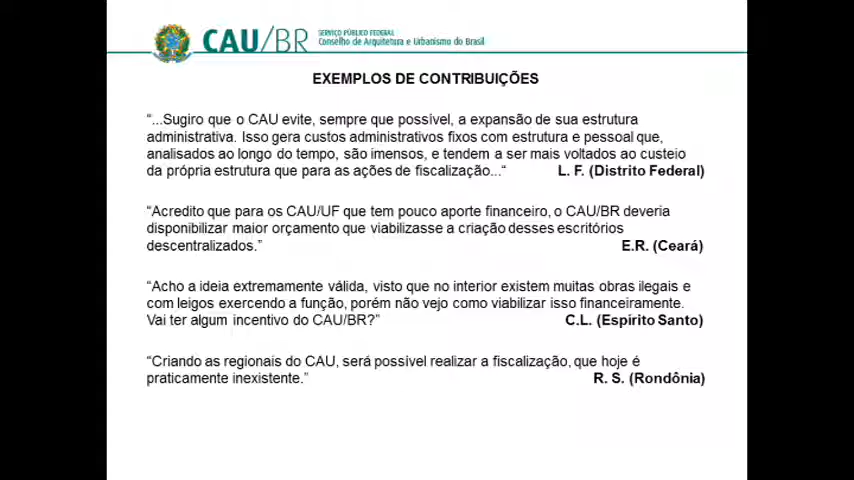 CAU/BR
SERVIÇO PÚBLICO FEDERAL
Conselho de Arquitetura e Urbanismo do Brasil
EXEMPLOS DE CONTRIBUIÇÕES
“...Sugiro que o CAU evite, sempre que possível, a expansão de sua estrutura
administrativa. Isso gera custos administrativos fixos com estrutura e pessoal que,
analisados ao longo do tempo, são imensos, e tendem a ser mais voltados ao custeio
da própria estrutura que para as ações de fiscalização...“ L. F. (Distrito Federal)
“Acredito que para os CAU/UF que tem pouco aporte financeiro, o CAU/BR deveria
disponibilizar maior orçamento que viabilizasse a criação desses escritórios
descentralizados.” E.R. (Ceará)
“Acho a ideia extremamente válida, visto que no interior existem muitas obras ilegais e
com leigos exercendo a função, porém não vejo como viabilizar isso financeiramente.
Vai ter algum incentivo do CAU/BR?” C.L. (Espírito Santo)
“Criando as regionais do CAU, será possível realizar a fiscalização, que hoje é
praticamente inexistente.” R. S. (Rondônia)